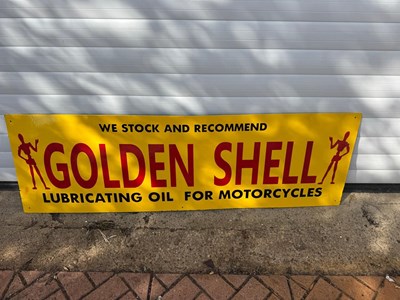 WE STOCK AND RECOMMEND
GOLDEN SHELL
LUBRICATING OIL FOR MOTORCYCLES